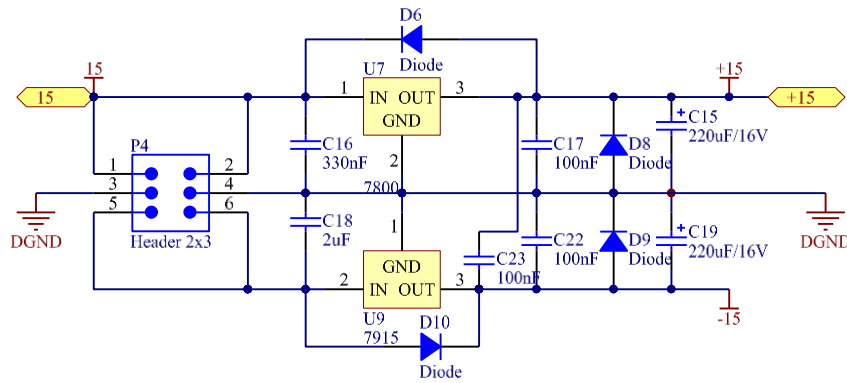 D6
Diode
15
+15
15
+15
U7
1
3
IN OUT
GND
2
7800
C16
330nF
C17
100nF
D8
Diode
C15
220uF/16V
P4
1
2
3
4
5
6
Header 2x3
DGND
DGND
C18
2uF
1
GND
IN OUT
2
3
U9
7915
C23
100nF
C22
100nF
D9
Diode
C19
220uF/16V
D10
Diode
-15